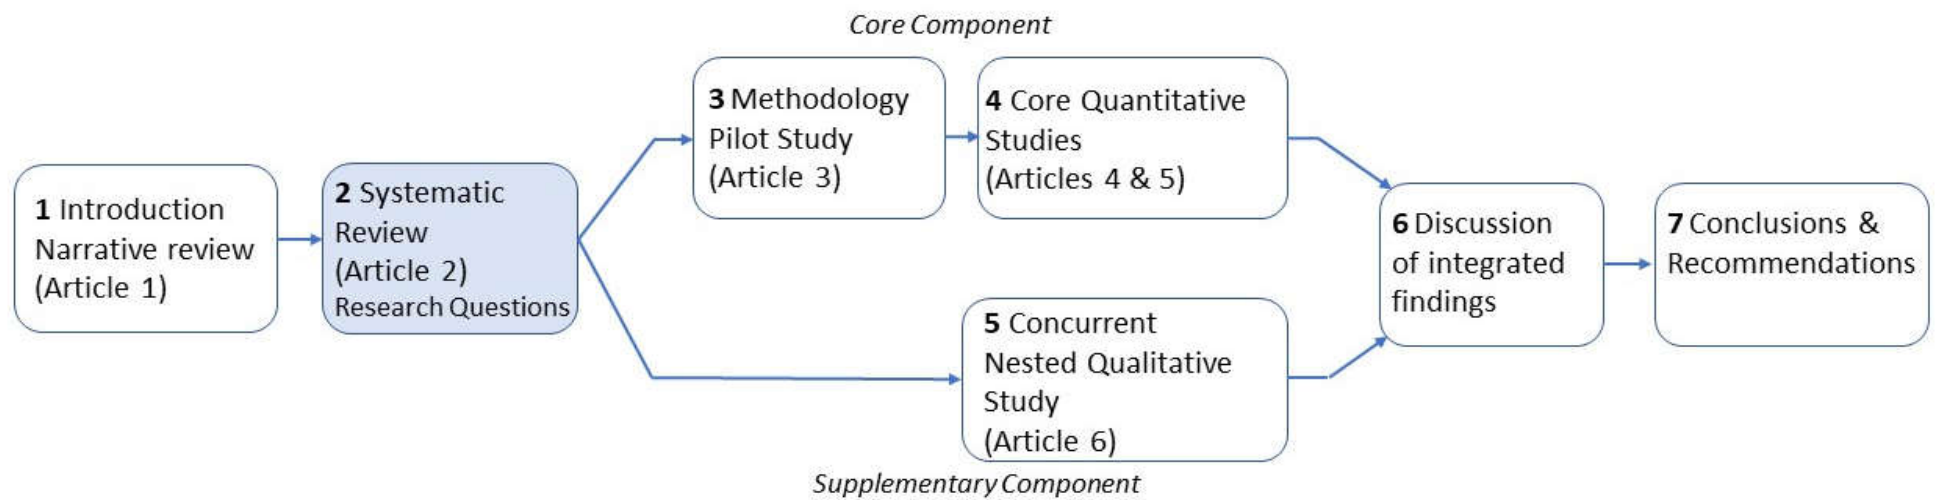 Core Component
1 Introduction
Narrative review
(Article 1)
2 Systematic
Review
(Article 2)
Research Questions
3 Methodology
Pilot Study
(Article 3)
4 Core Quantitative
Studies
(Articles 4 & 5)
5 Concurrent
Nested Qualitative
Study
(Article 6)
6 Discussion
of integrated
findings
7 Conclusions &
Recommendations
Supplementary Component